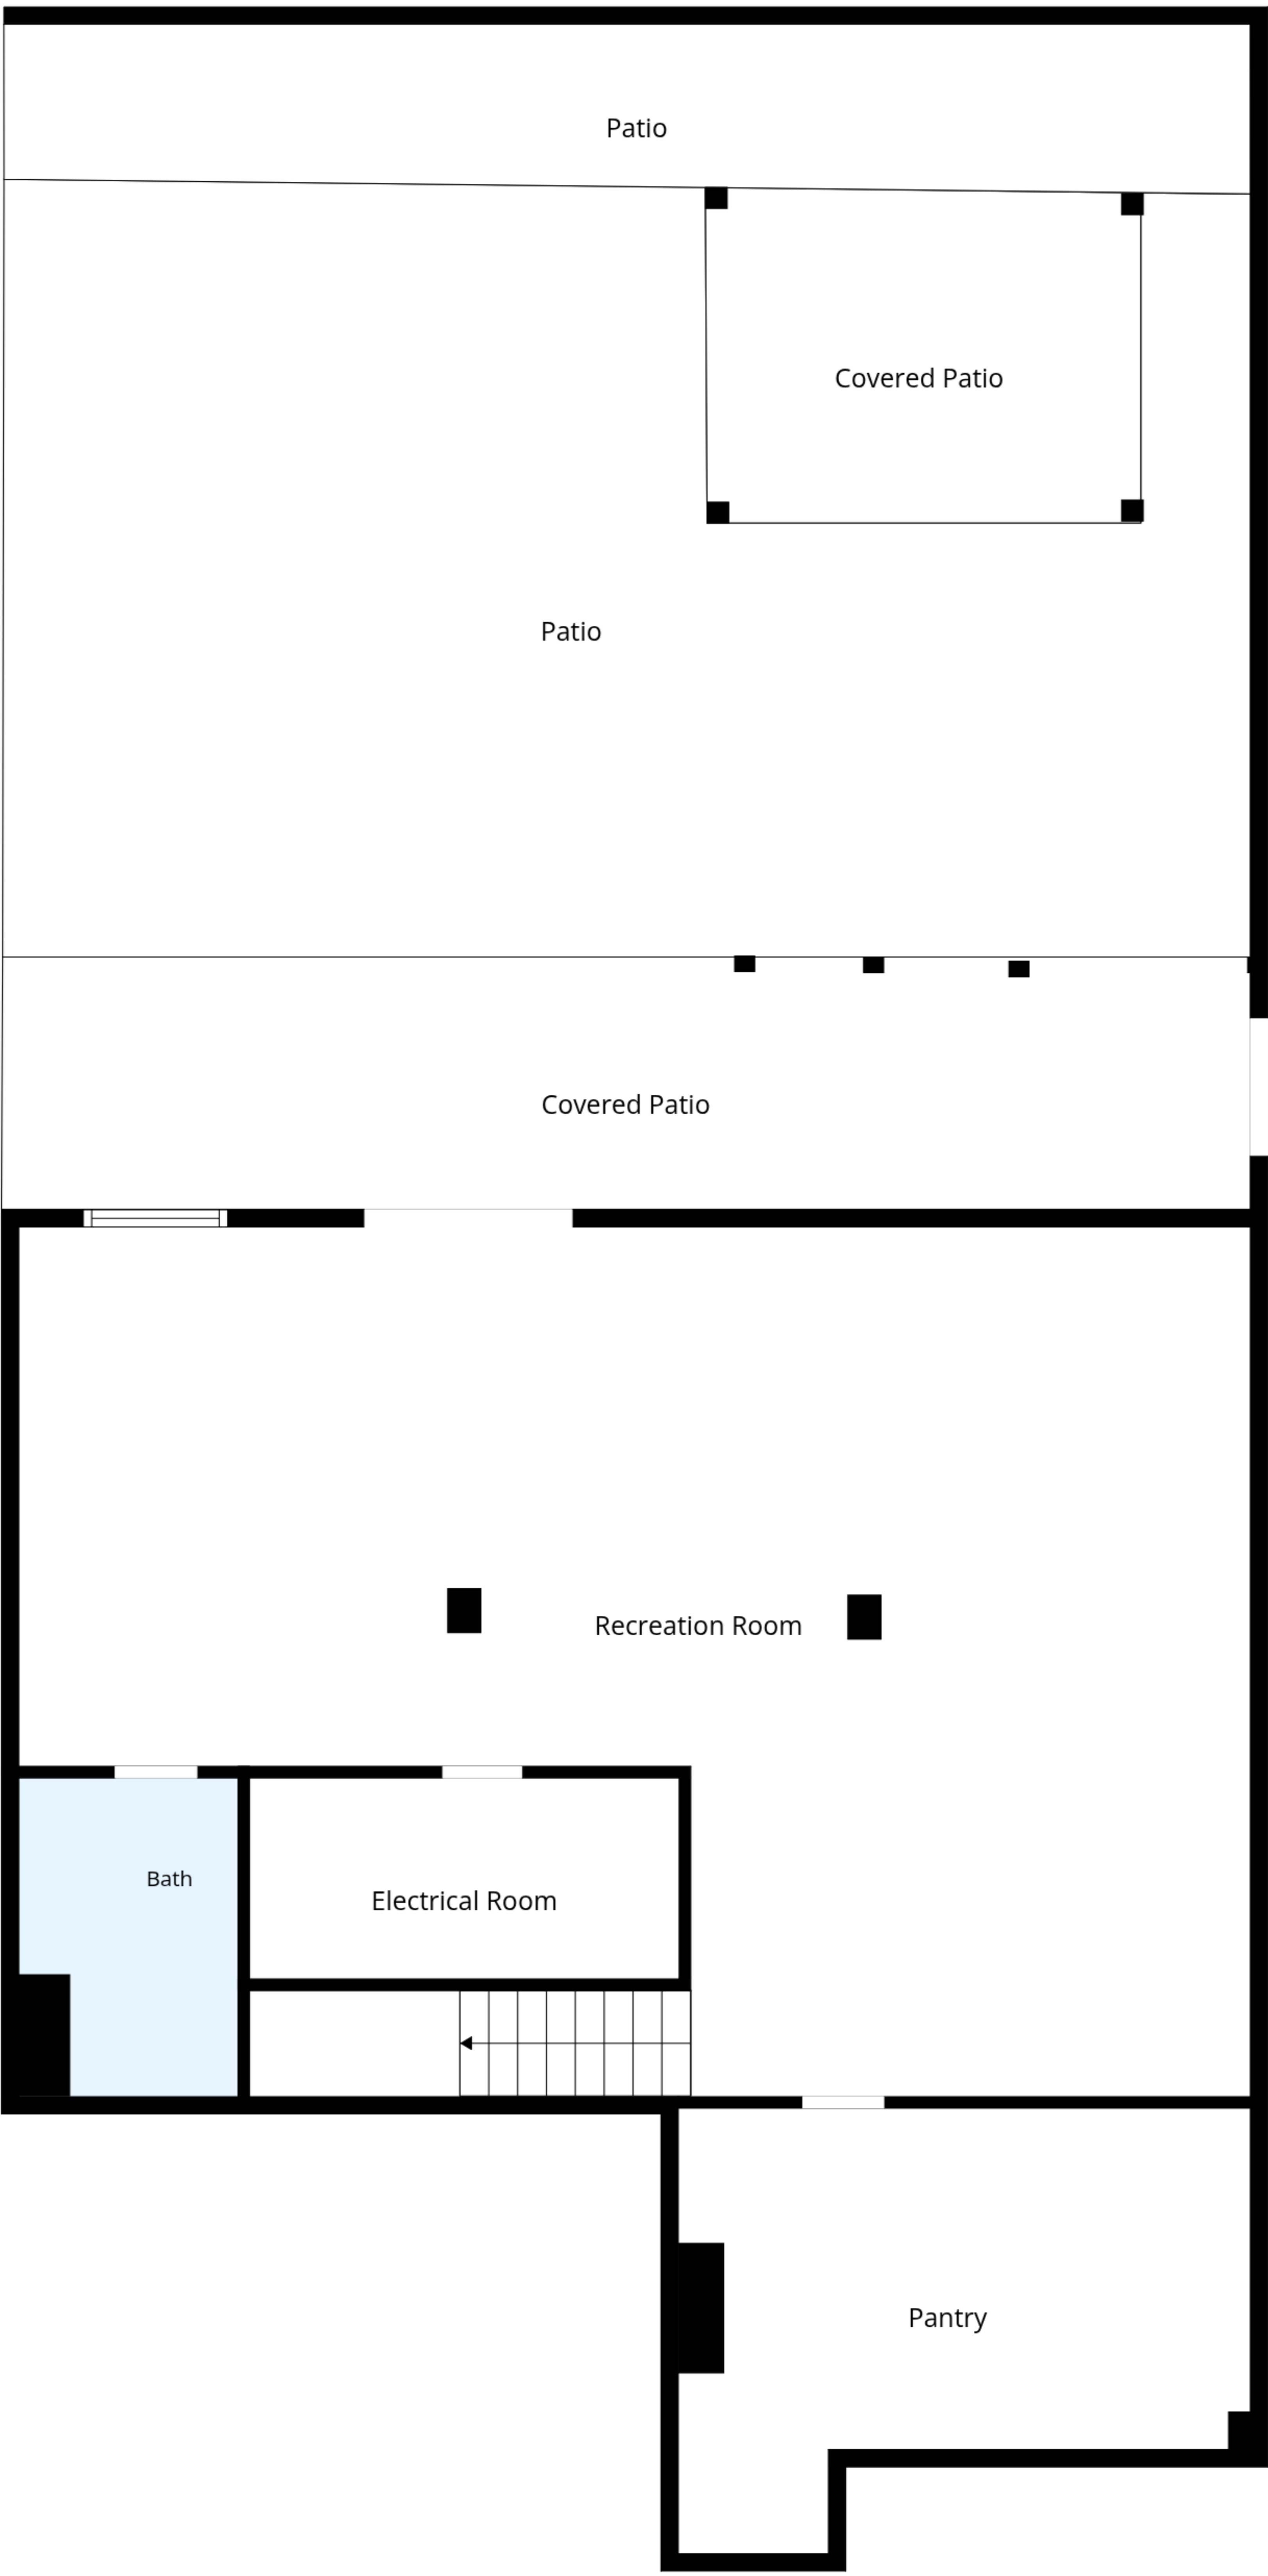 Patio
Covered Patio
Patio
Covered Patio
Recreation Room
Bath
Electrical Room
Pantry